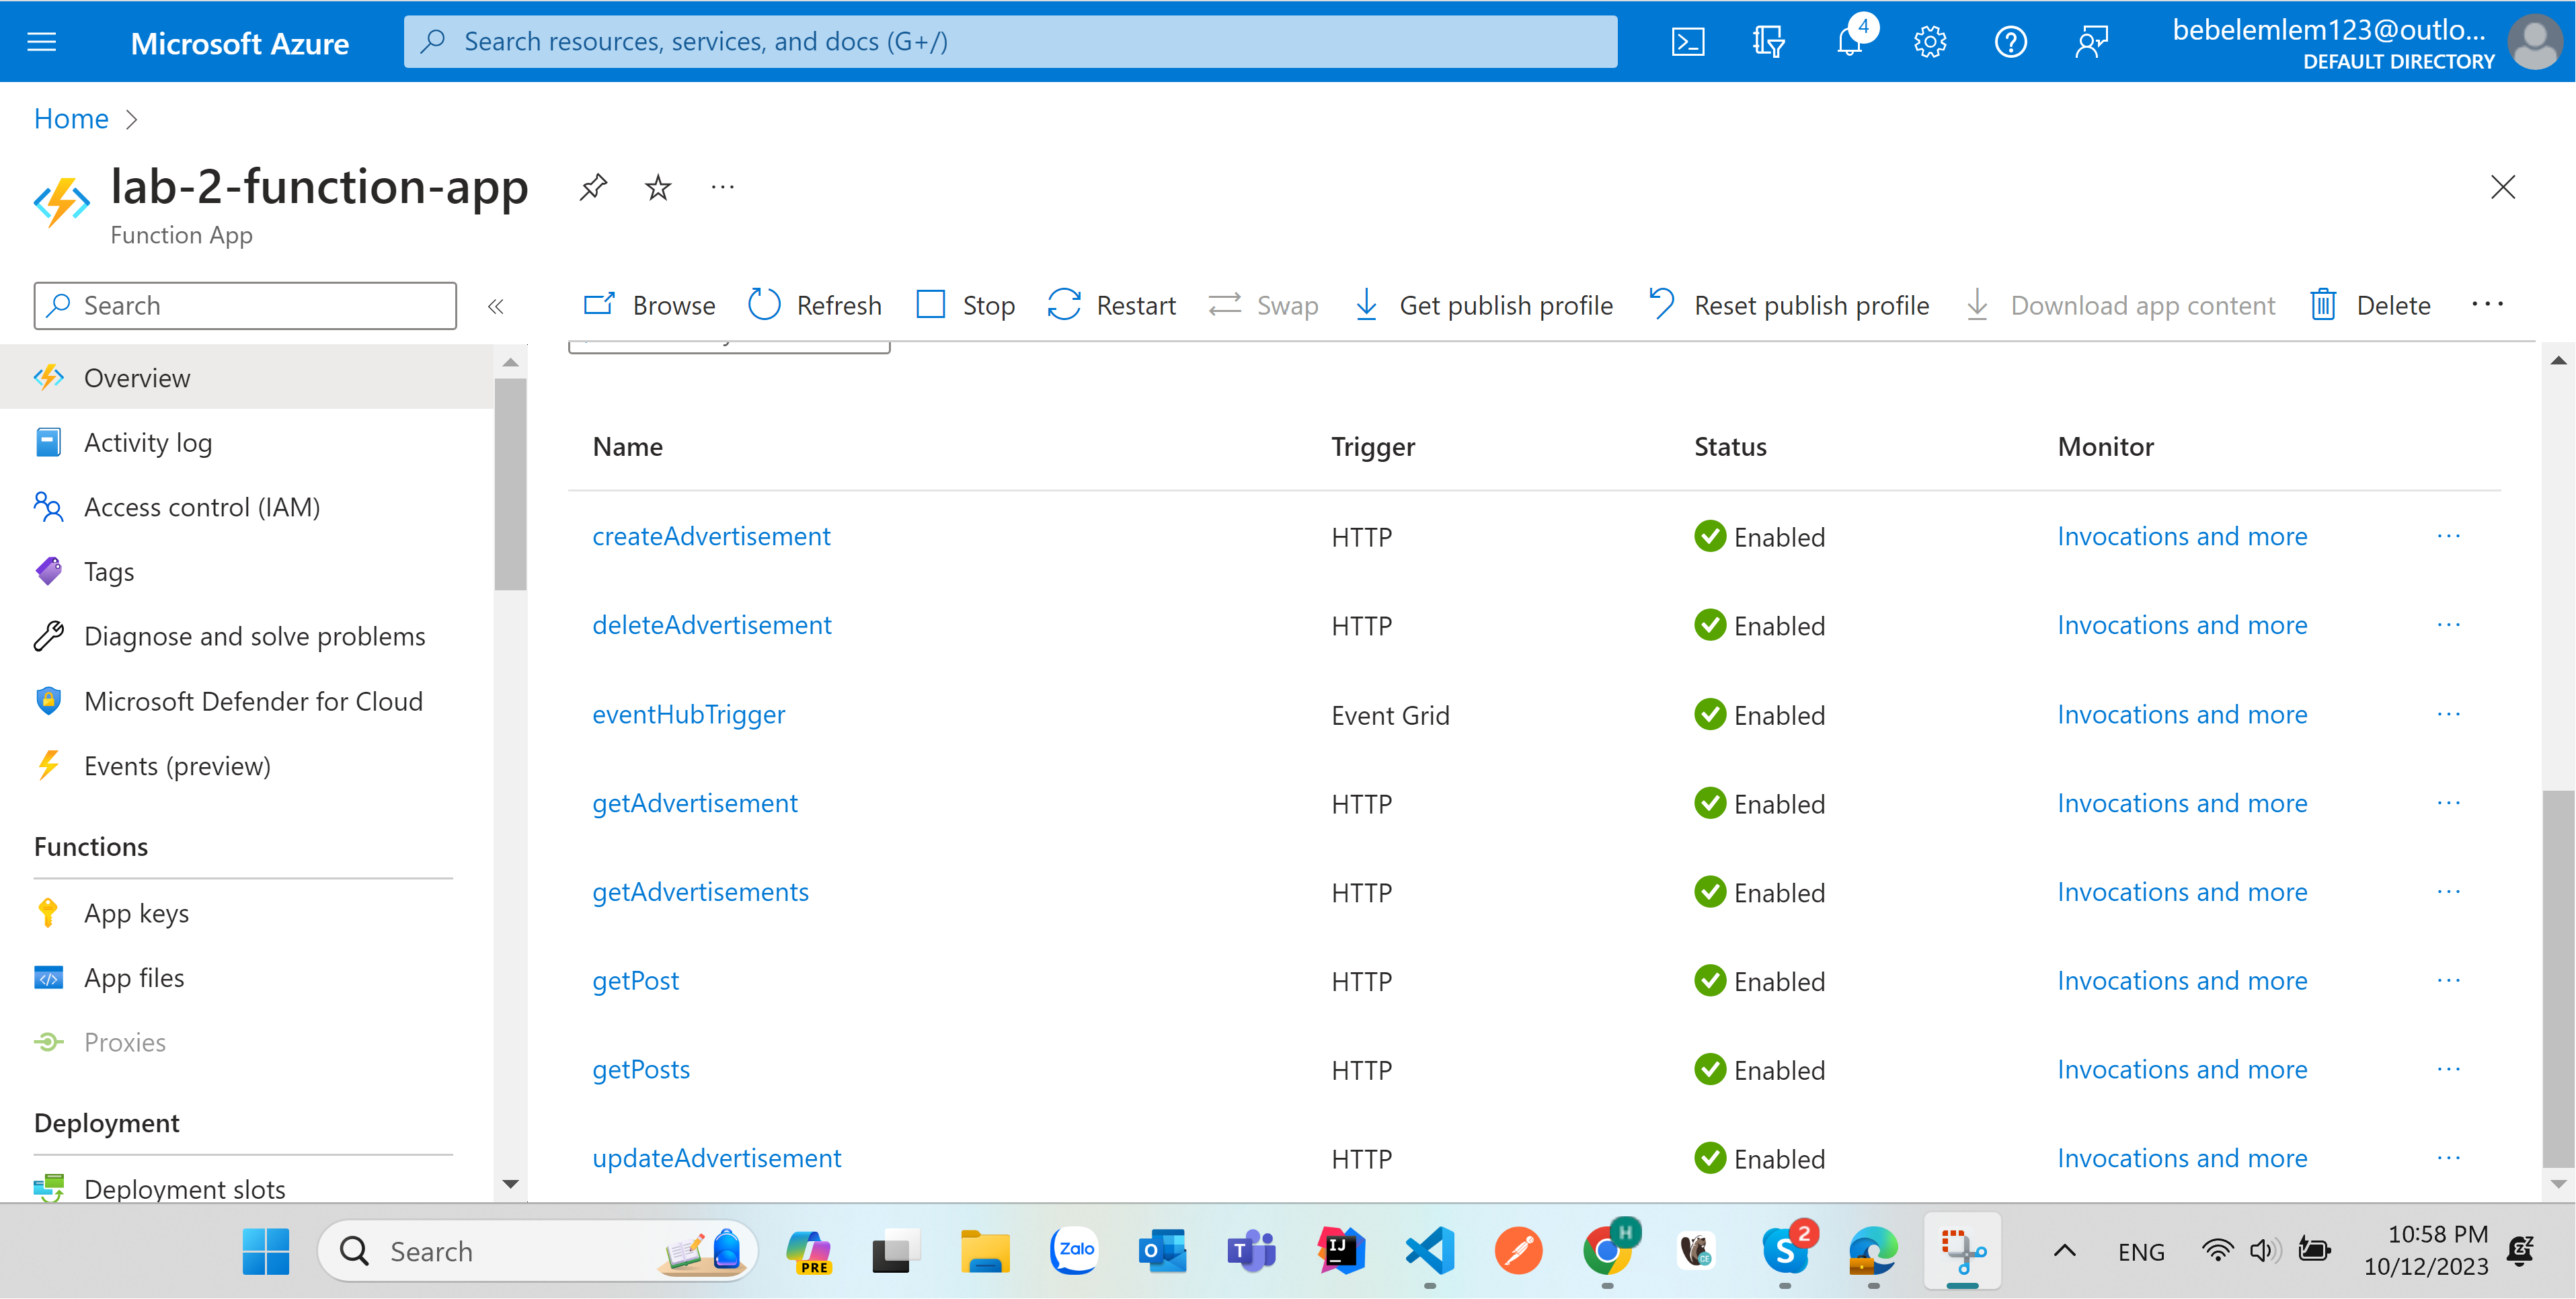 Microsoft Azure
Search resources, services, and docs (G+/)
4
bebelemlem123@outlo...
DEFAULT DIRECTORY
Home
lab-2-function-app
Function App
Search
Browse
Refresh
Stop
Restart
Swap
Get publish profile
Reset publish profile
Download app content
Delete
Overview
Activity log
Access control (IAM)
Tags
Diagnose and solve problems
Microsoft Defender for Cloud
Events (preview)
Functions
App keys
App files
Proxies
Deployment
Deployment slots
Name Trigger Status Monitor
createAdvertisement HTTP Enabled Invocations and more
deleteAdvertisement HTTP Enabled Invocations and more
eventHubTrigger Event Grid Enabled Invocations and more
getAdvertisement HTTP Enabled Invocations and more
getAdvertisements HTTP Enabled Invocations and more
getPost HTTP Enabled Invocations and more
getPosts HTTP Enabled Invocations and more
updateAdvertisement HTTP Enabled Invocations and more
Search
PRE
Zalo
IJ
H
2
ENG
10:58 PM
10/12/2023